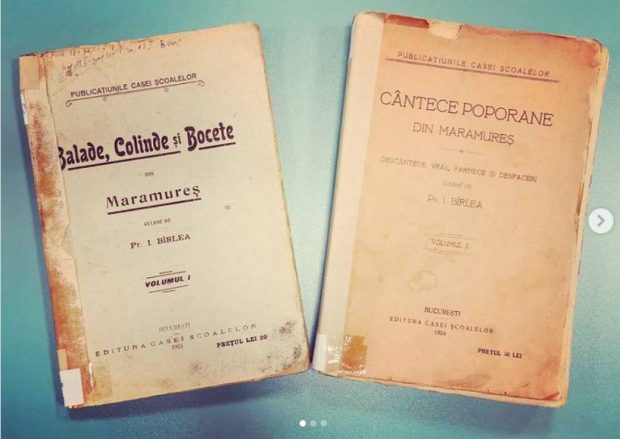 PUBLICAȚIUNILE CASEI ȘCOALELOR
Balade, Colinde și Bocete
DIN
Maramureș
CULESE DE
Pr. I. BÎRLEA
VOLUMUL I
BUCUREȘTI
EDITURA CASEI ȘCOALELOR
PREȚUL LEI 20
PUBLICAȚIUNILE CASEI ȘCOALELOR
CÂNTECE POPORANE
DIN MARAMUREȘ
DESCÂNTECE, VRĂJI, FARMECE ȘI DESFACERI
CULESE DE
Pr. I. BÎRLEA
VOLUMUL II
BUCUREȘTI
EDITURA CASEI ȘCOALELOR
1924
PREȚUL LEI